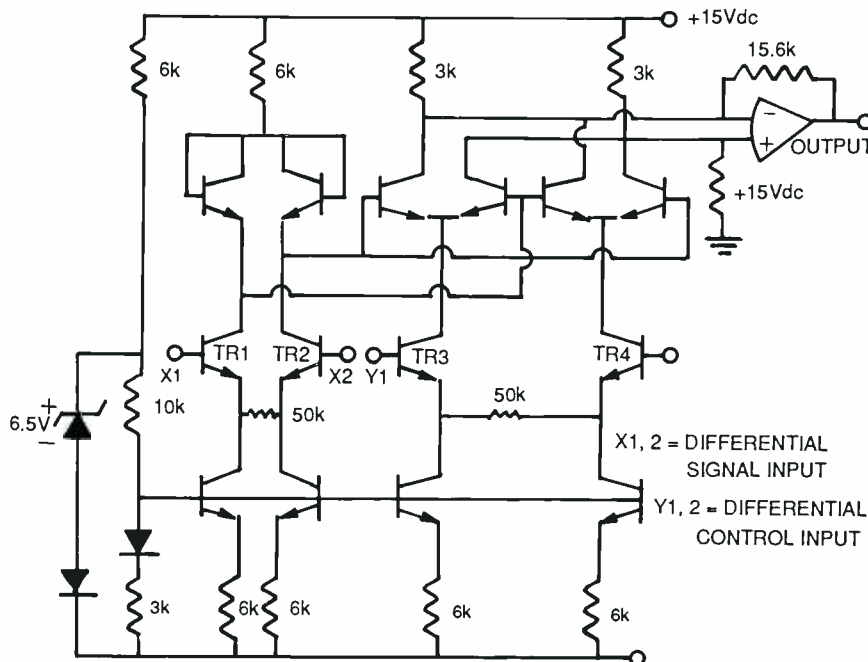 +15Vdc
6k
6k
3k
3k
15.6k
-
+
OUTPUT
+15Vdc
TR1
TR2
TR3
TR4
X1
X2
Y1
+
6.5V
-
10k
50k
50k
X1, 2 = DIFFERENTIAL
SIGNAL INPUT
Y1, 2 = DIFFERENTIAL
CONTROL INPUT
3k
6k
6k
6k
6k